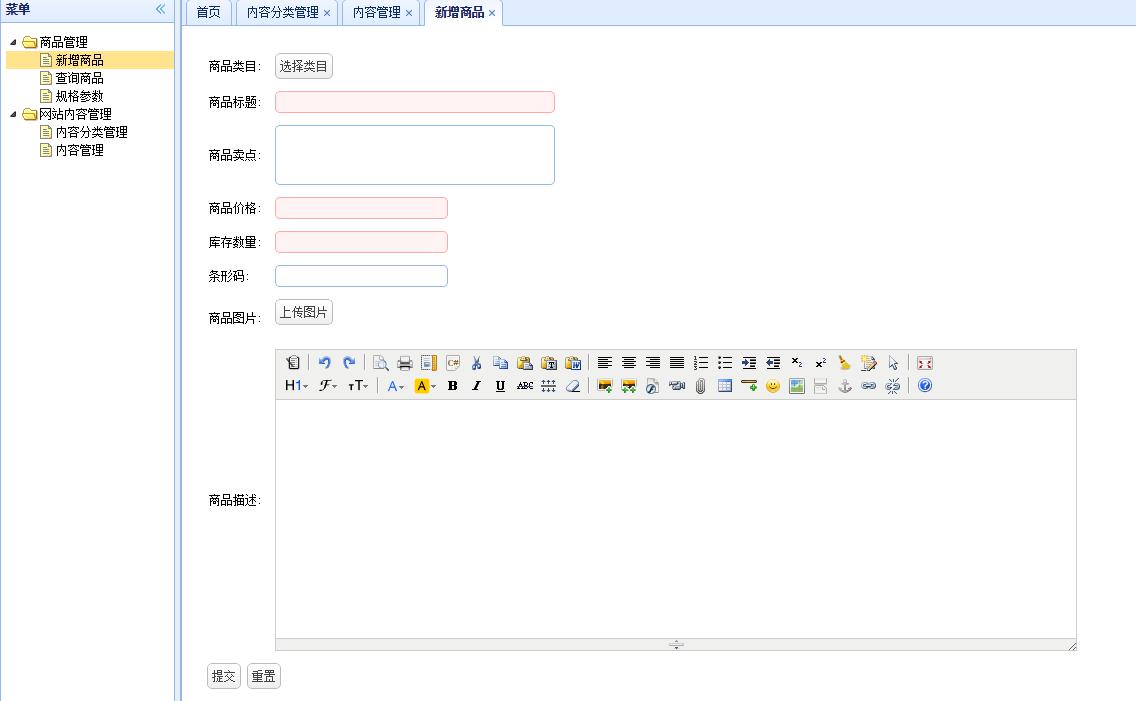 菜单
商品管理
新增商品
查询商品
规格参数
网站内容管理
内容分类管理
内容管理
首页 内容分类管理 内容管理 新增商品
商品类目: 选择类目
商品标题:
商品卖点:
商品价格:
库存数量:
条形码:
商品图片: 上传图片
H1 F TT A A B I U ABC
商品描述:
提交 重置